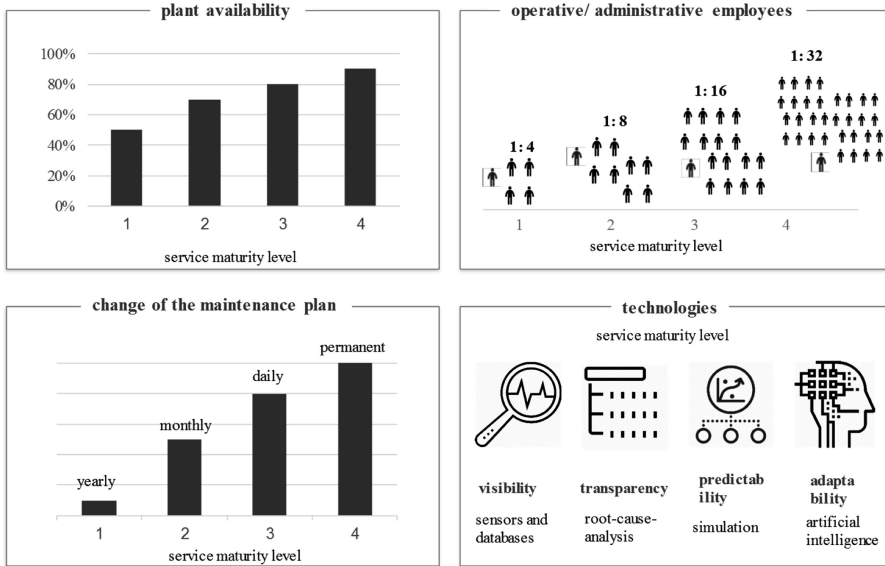 plant availability
100%
80%
60%
40%
20%
0%
1 2 3 4
service maturity level
operative/ administrative employees
1: 4
1: 8
1: 16
1: 32
1 2 3 4
service maturity level
change of the maintenance plan
yearly
monthly
daily
permanent
1 2 3 4
service maturity level
technologies
service maturity level
visibility
sensors and
databases
transparency
root-cause-
analysis
predictab
ility
simulation
adapta
bility
artificial
intelligence